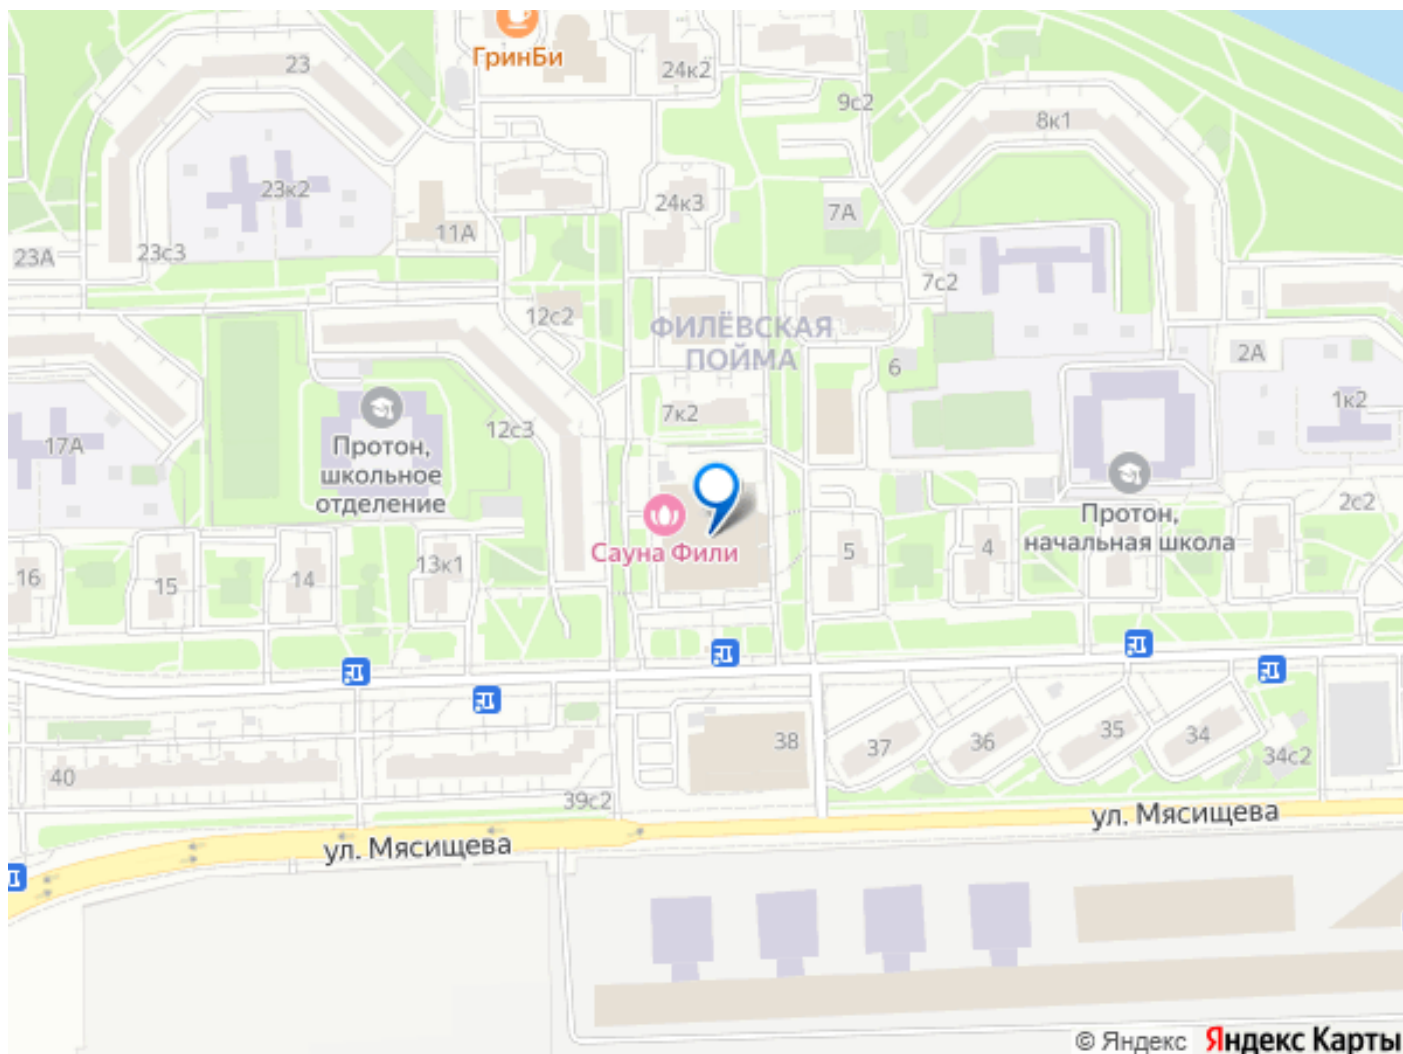 23
ГринБи
24к2
9с2
8к1
23к2
24к3
7А
11А
23А
23с3
7с2
12с2
ФИЛЁВСКАЯ
ПОЙМА
6
2А
7к2
1к2
12с3
17А
Протон,
школьное
отделение
Протон,
начальная школа
2с2
Сауна Фили
5
4
16
15
14
13к1
38
37
36
35
34
34с2
40
39с2
ул. Мясищева
ул. Мясищева
© Яндекс Яндекс Карты